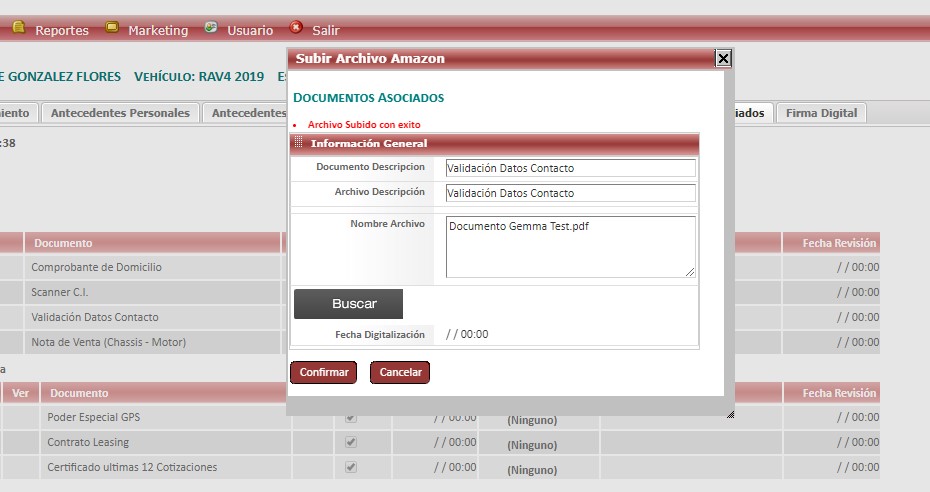 Reportes Marketing Usuario Salir
Subir Archivo Amazon
E GONZALEZ FLORES VEHÍCULO: RAV4 2019 E
DOCUMENTOS ASOCIADOS
iento Antecedentes Personales Antecedentes iados Firma Digital
Archivo Subido con exito
:38
Información General
Documento Descripcion Validación Datos Contacto
Archivo Descripción Validación Datos Contacto
Nombre Archivo Documento Gemma Test.pdf
Documento Fecha Revisión
Comprobante de Domicilio / / 00:00
Scanner C.I. / / 00:00
Buscar
Validación Datos Contacto / / 00:00
Fecha Digitalización / / 00:00
Nota de Venta (Chassis - Motor) / / 00:00
a
Confirmar Cancelar
Ver Documento Fecha Revisión
Poder Especial GPS / / 00:00 (Ninguno) / / 00:00
Contrato Leasing / / 00:00 (Ninguno) / / 00:00
Certificado ultimas 12 Cotizaciones / / 00:00 (Ninguno) / / 00:00